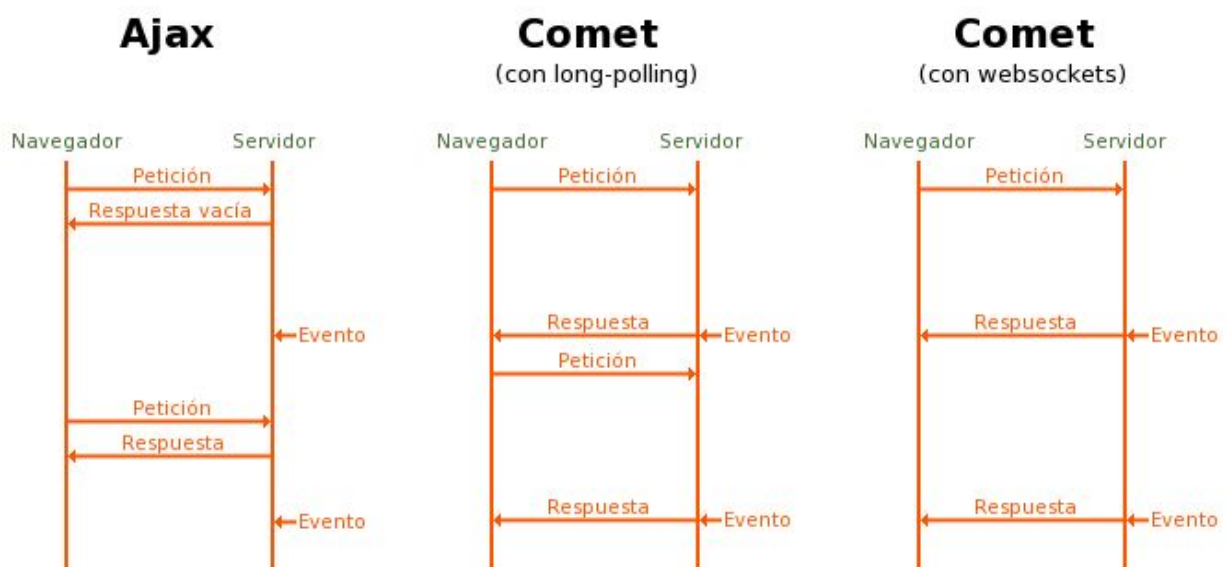 Ajax
Navegador Servidor
Petición
Respuesta vacía
Evento
Petición
Respuesta
Evento
Comet
(con long-polling)
Navegador Servidor
Petición
Respuesta
Evento
Petición
Respuesta
Evento
Comet
(con websockets)
Navegador Servidor
Petición
Respuesta
Evento
Respuesta
Evento